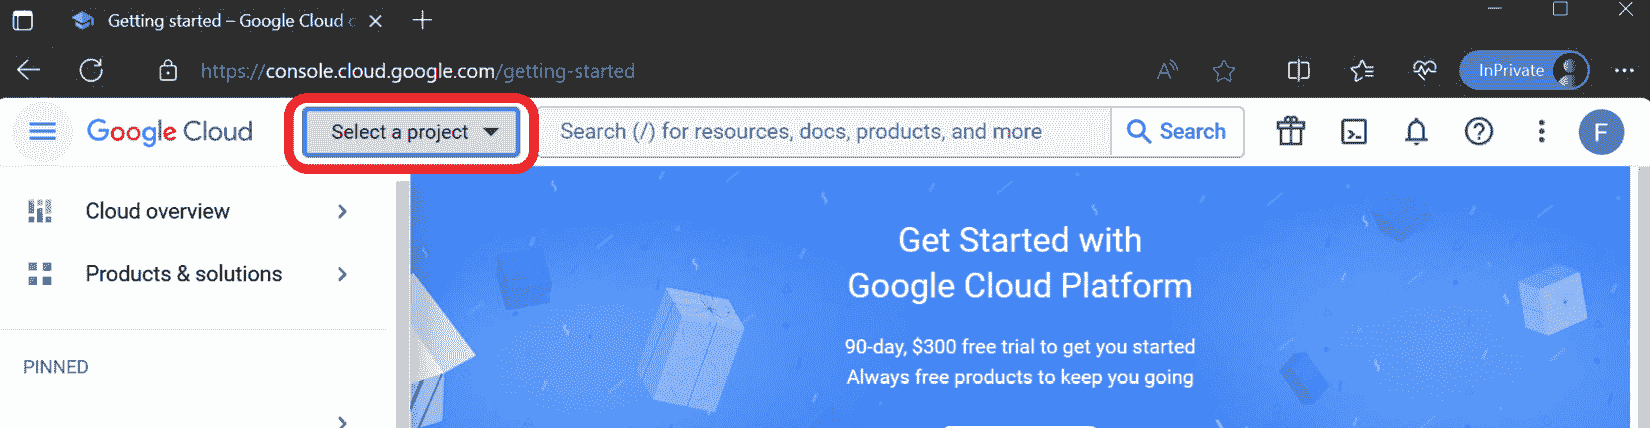 Getting started – Google Cloud c
https://console.cloud.google.com/getting-started
InPrivate
Google Cloud
Select a project
Search (/) for resources, docs, products, and more
Search
F
Cloud overview
Products & solutions
PINNED
Get Started with
Google Cloud Platform
90-day, $300 free trial to get you started
Always free products to keep you going